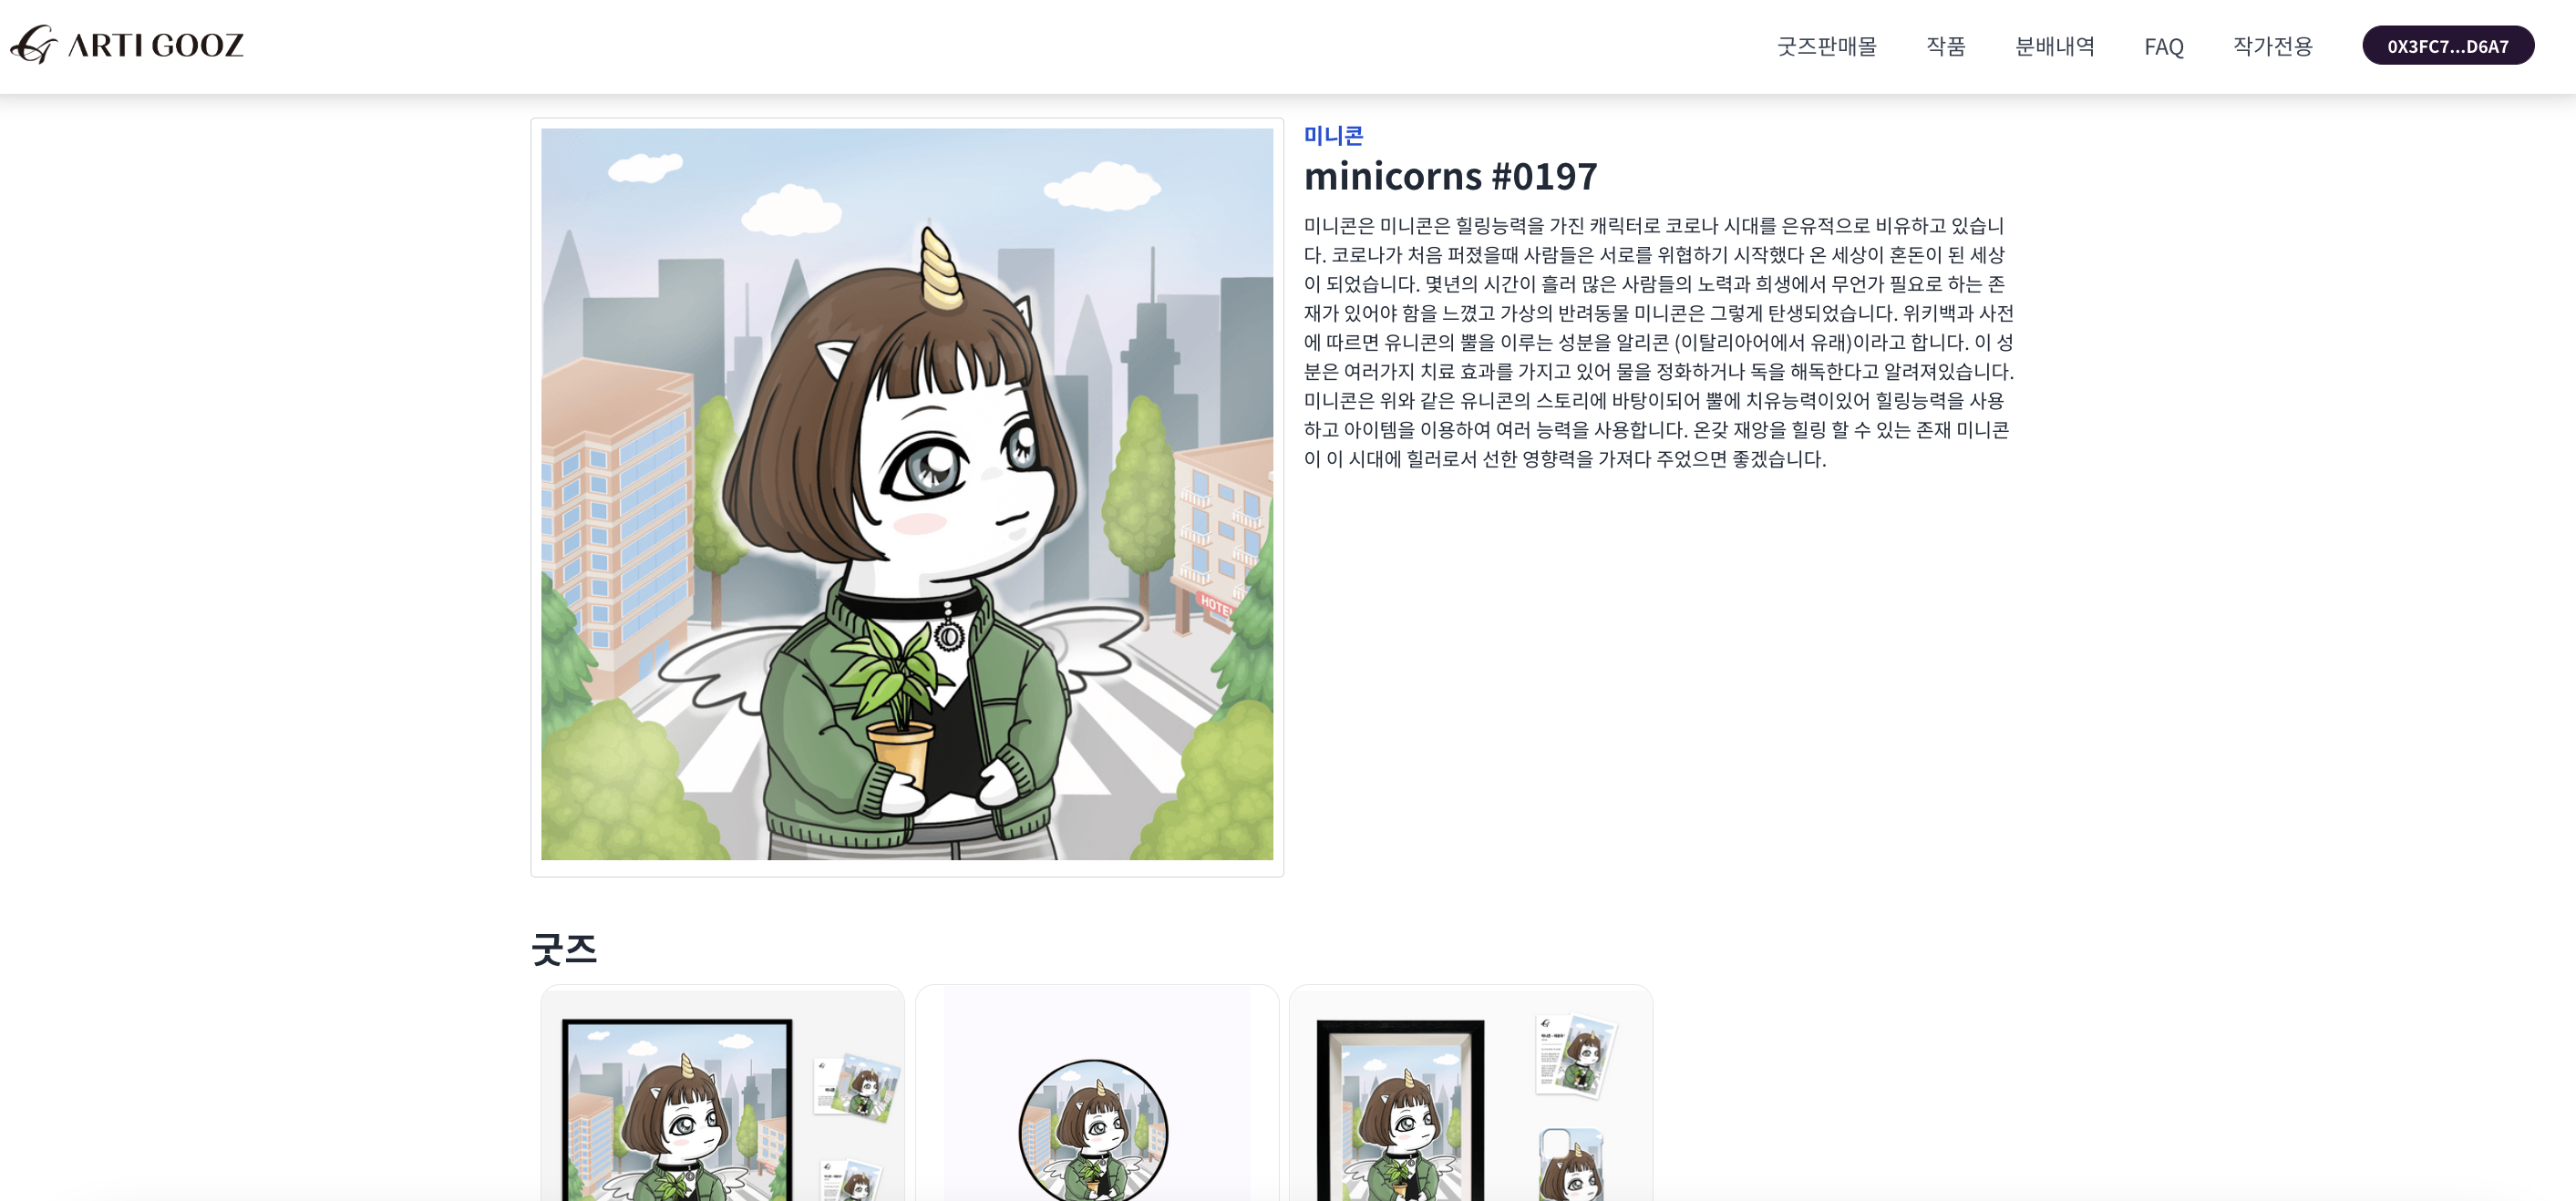 ARTI GOOZ
굿즈판매몰 작품 분배내역 FAQ 작가전용 0X3FC7...D6A7
미니콘
minicorns #0197
미니콘은 미니콘은 힐링능력을 가진 캐릭터로 코로나 시대를 은유적으로 비유하고 있습니
다. 코로나가 처음 퍼졌을때 사람들은 서로를 위협하기 시작했다 온 세상이 혼돈이 된 세상
이 되었습니다. 몇년의 시간이 흘러 많은 사람들의 노력과 희생에서 무언가 필요로 하는 존
재가 있어야 함을 느꼈고 가상의 반려동물 미니콘은 그렇게 탄생되었습니다. 위키백과 사전
에 따르면 유니콘의 뿔을 이루는 성분을 알리콘 (이탈리아어에서 유래)이라고 합니다. 이 성
분은 여러가지 치료 효과를 가지고 있어 물을 정화하거나 독을 해독한다고 알려져있습니다.
미니콘은 위와 같은 유니콘의 스토리에 바탕이되어 뿔에 치유능력이있어 힐링능력을 사용
하고 아이템을 이용하여 여러 능력을 사용합니다. 온갖 재앙을 힐링 할 수 있는 존재 미니콘
이 이 시대에 힐러로서 선한 영향력을 가져다 주었으면 좋겠습니다.
HOTEL
굿즈